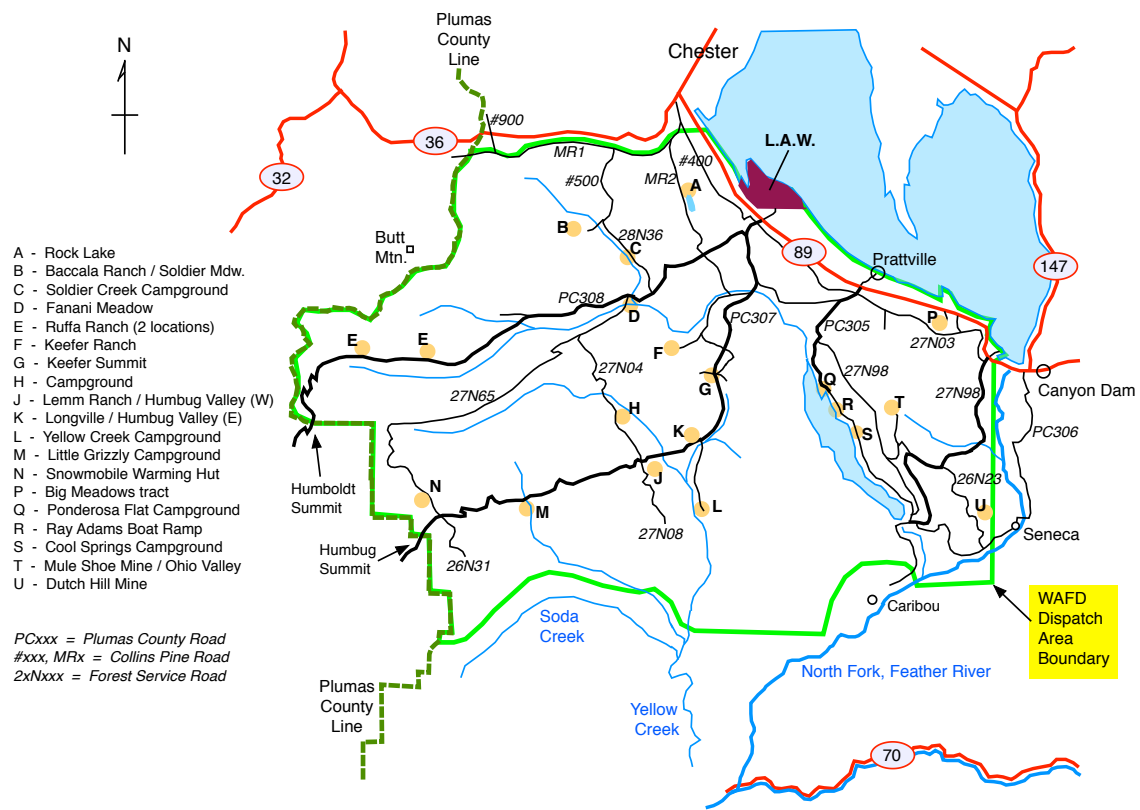 Plumas
County
Line
N
Chester
#900
36
MR1
#400
L.A.W.
32
#500
MR2
A
B
28N36
C
Butt
Mtn.
89
Prattville
147
A - Rock Lake
B - Baccala Ranch / Soldier Mdw.
C - Soldier Creek Campground
D - Fanani Meadow
E - Ruffa Ranch (2 locations)
F - Keefer Ranch
G - Keefer Summit
H - Campground
J - Lemm Ranch / Humbug Valley (W)
K - Longville / Humbug Valley (E)
L - Yellow Creek Campground
M - Little Grizzly Campground
N - Snowmobile Warming Hut
P - Big Meadows tract
Q - Ponderosa Flat Campground
R - Ray Adams Boat Ramp
S - Cool Springs Campground
T - Mule Shoe Mine / Ohio Valley
U - Dutch Hill Mine
PCxxx = Plumas County Road
#xxx, MRx = Collins Pine Road
2xNxxx = Forest Service Road
PC308
D
PC307
PC305
P
27N03
E
E
F
27N04
G
27N98
Q
R
S
T
27N98
Canyon Dam
27N65
H
K
PC306
J
L
27N08
Humboldt
Summit
N
M
Humbug
Summit
26N31
26N23
U
Seneca
Caribou
WAFD
Dispatch
Area
Boundary
Soda
Creek
North Fork, Feather River
Plumas
County
Line
Yellow
Creek
70